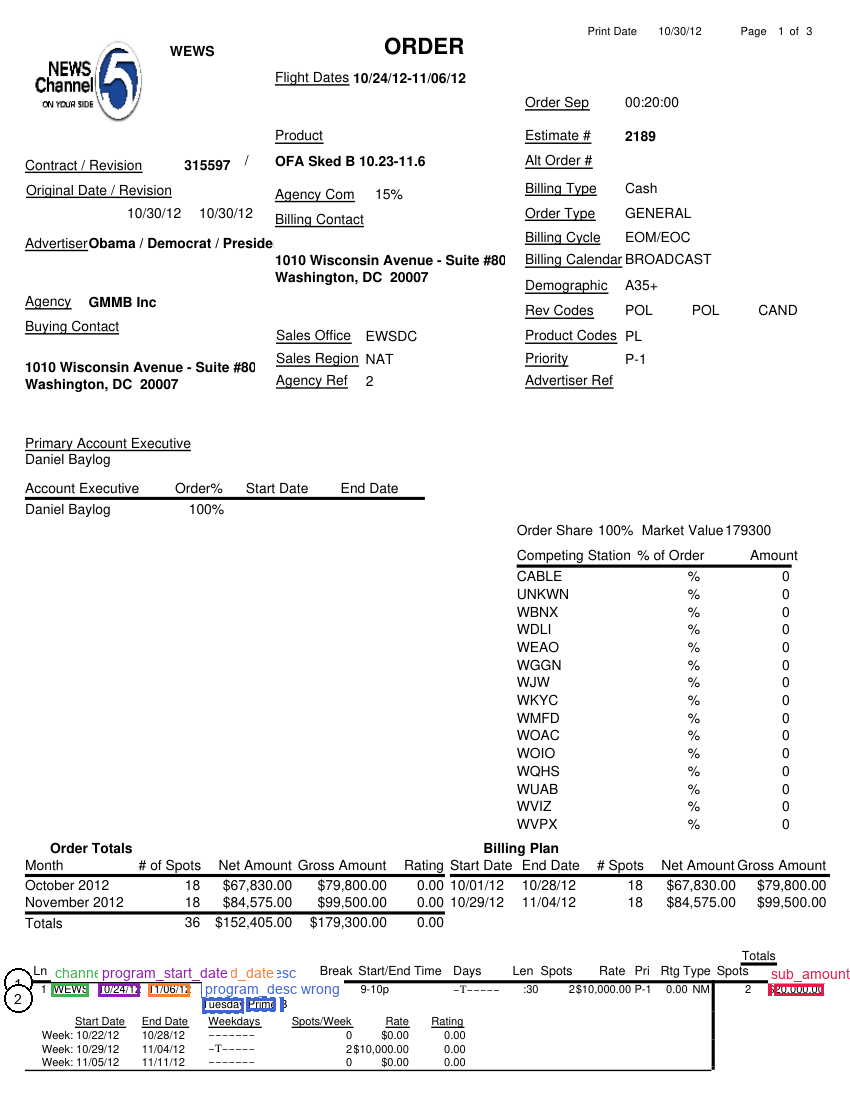 Print Date 10/30/12 Page 1 of 3
WEWS
ORDER
NEWS
Channel
5
ON YOUR SIDE
Flight Dates 10/24/12-11/06/12
Order Sep 00:20:00
Product
Estimate # 2189
Contract / Revision 315597 /
OFA Sked B 10.23-11.6
Alt Order #
Original Date / Revision
Agency Com 15%
Billing Type Cash
10/30/12 10/30/12
Billing Contact
Order Type GENERAL
Advertiser Obama / Democrat / Preside
Billing Cycle EOM/EOC
1010 Wisconsin Avenue - Suite #80
Billing Calendar BROADCAST
Washington, DC 20007
Demographic A35+
Agency GMMB Inc
Rev Codes POL POL CAND
Buying Contact
Sales Office EWSDC
Product Codes PL
1010 Wisconsin Avenue - Suite #80
Sales Region NAT
Priority P-1
Washington, DC 20007
Agency Ref 2
Advertiser Ref
Primary Account Executive
Daniel Baylog
Account Executive Order% Start Date End Date
Daniel Baylog 100%
Order Share 100% Market Value 179300
Competing Station % of Order Amount
CABLE % 0
UNKWN % 0
WBNX % 0
WDLI % 0
WEAO % 0
WGGN % 0
WJW % 0
WKYC % 0
WMFD % 0
WOAC % 0
WOIO % 0
WQHS % 0
WUAB % 0
WVIZ % 0
WVPX % 0
Order Totals Billing Plan
Month # of Spots Net Amount Gross Amount Rating Start Date End Date # Spots Net Amount Gross Amount
October 2012 18 $67,830.00 $79,800.00 0.00 10/01/12 10/28/12 18 $67,830.00 $79,800.00
November 2012 18 $84,575.00 $99,500.00 0.00 10/29/12 11/04/12 18 $84,575.00 $99,500.00
Totals 36 $152,405.00 $179,300.00 0.00
Totals
Ln channe program_start_date d_date esc Break Start/End Time Days Len Spots Rate Pri Rtg Type Spots sub_amount
1 WEWS 10/24/12 11/06/12 program_desc wrong 9-10p –T––––– :30 2 $10,000.00 P-1 0.00 NM 2 $20,000.00
2 Tuesday Prime
Start Date End Date Weekdays Spots/Week Rate Rating
Week: 10/22/12 10/28/12 ––––––– 0 $0.00 0.00
Week: 10/29/12 11/04/12 –T––––– 2 $10,000.00 0.00
Week: 11/05/12 11/11/12 ––––––– 0 $0.00 0.00